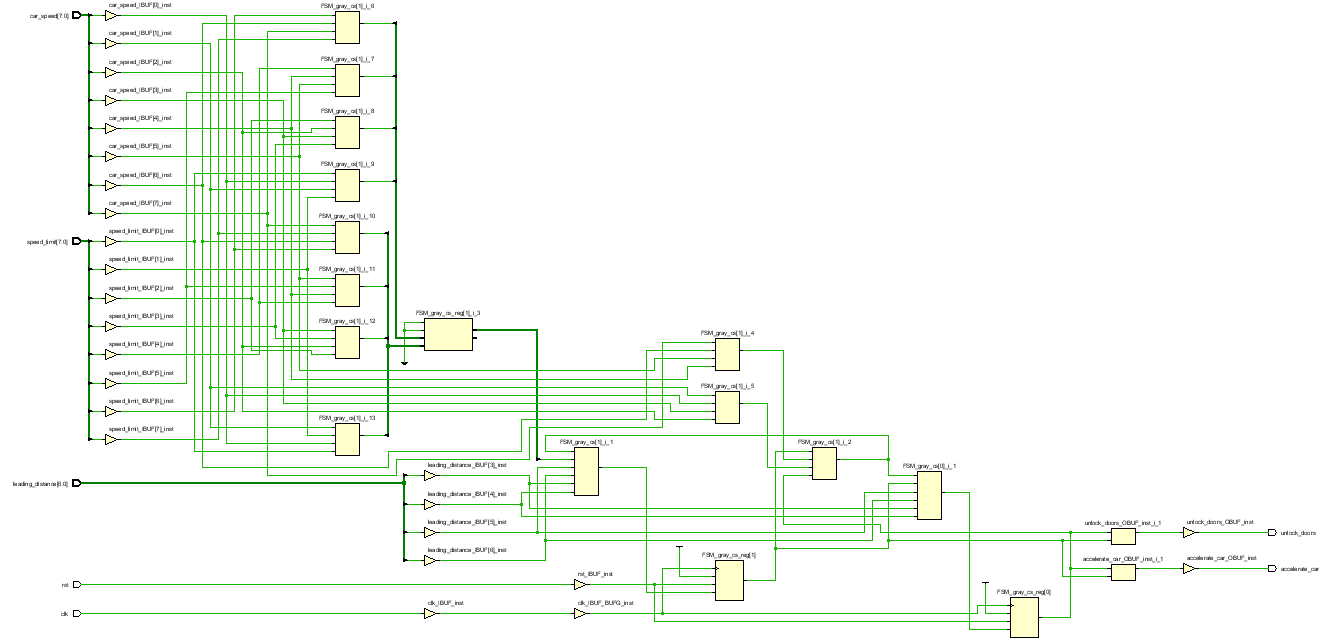 car_speed[7:0]
car_speed_IBUF[0]_inst
car_speed_IBUF[1]_inst
car_speed_IBUF[2]_inst
car_speed_IBUF[3]_inst
car_speed_IBUF[4]_inst
car_speed_IBUF[5]_inst
car_speed_IBUF[6]_inst
car_speed_IBUF[7]_inst
speed_limit[7:0]
speed_limit_IBUF[0]_inst
speed_limit_IBUF[1]_inst
speed_limit_IBUF[2]_inst
speed_limit_IBUF[3]_inst
speed_limit_IBUF[4]_inst
speed_limit_IBUF[5]_inst
speed_limit_IBUF[6]_inst
speed_limit_IBUF[7]_inst
FSM_gray_cs[1]_i_6
FSM_gray_cs[1]_i_7
FSM_gray_cs[1]_i_8
FSM_gray_cs[1]_i_9
FSM_gray_cs[1]_i_10
FSM_gray_cs[1]_i_11
FSM_gray_cs[1]_i_12
FSM_gray_cs[1]_i_13
FSM_gray_cs_reg[1]_i_3
FSM_gray_cs[1]_i_4
FSM_gray_cs[1]_i_5
FSM_gray_cs[1]_i_1
FSM_gray_cs[1]_i_2
FSM_gray_cs[0]_i_1
leading_distance[6:0]
leading_distance_IBUF[3]_inst
leading_distance_IBUF[4]_inst
leading_distance_IBUF[5]_inst
leading_distance_IBUF[6]_inst
unlock_doors_OBUF_inst_i_1
unlock_doors_OBUF_inst
unlock_doors
accelerate_car_OBUF_inst_i_1
accelerate_car_OBUF_inst
accelerate_car
FSM_gray_cs_reg[1]
rst
rst_IBUF_inst
FSM_gray_cs_reg[0]
clk
clk_IBUF_inst
clk_IBUF_BUFG_inst